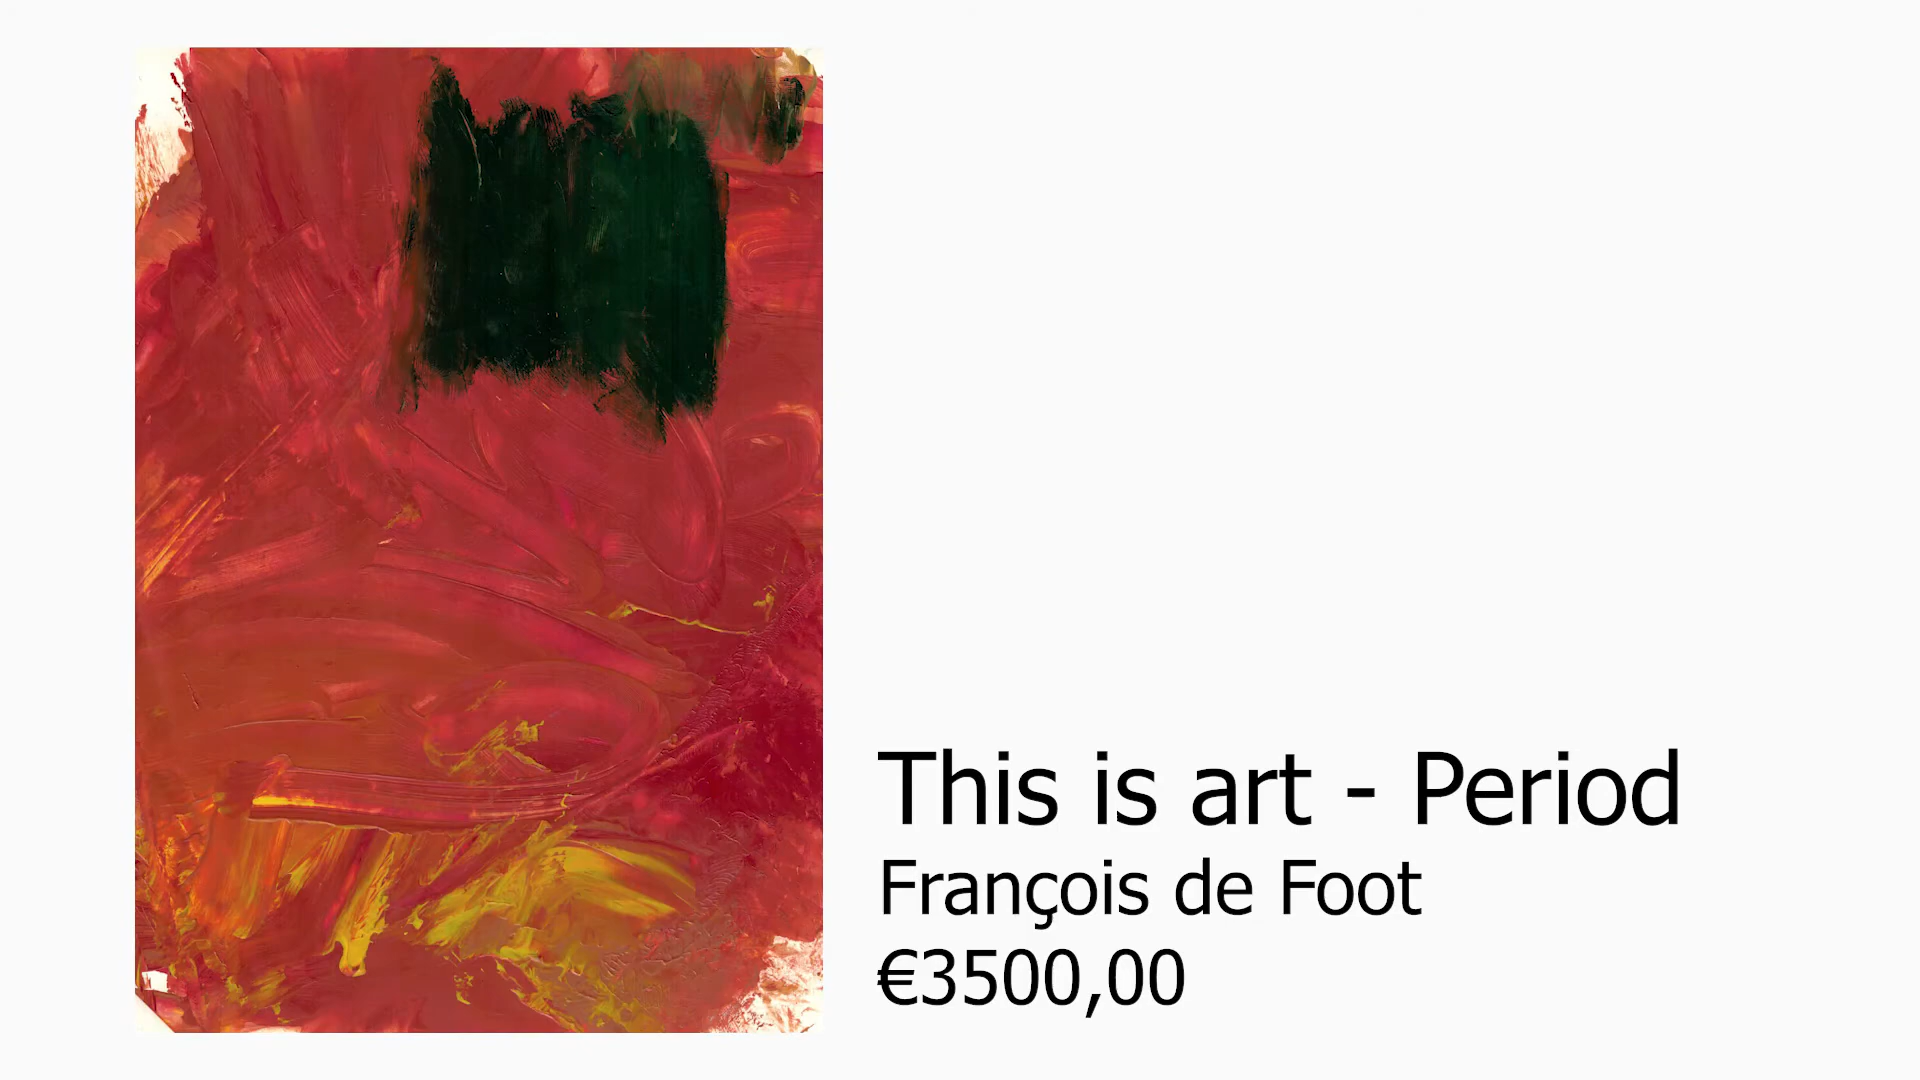 This is art - Period
François de Foot
€3500,00